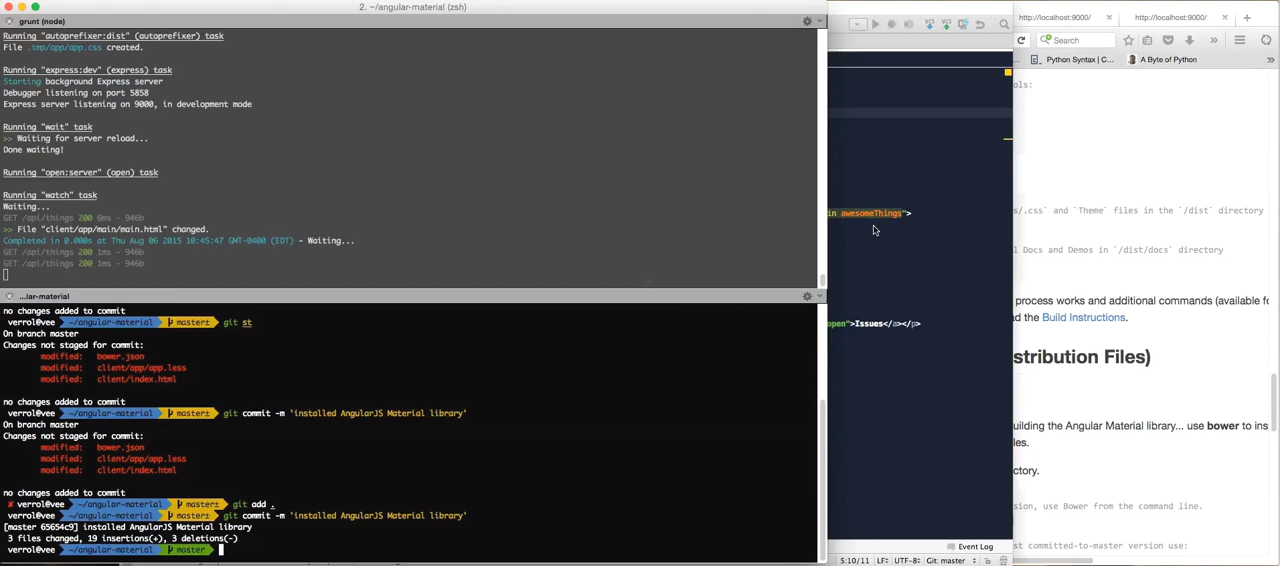 2. ~/angular-material (zsh)
grunt (node)
Running "autoprefixer:dist" (autoprefixer) task
File .tmp/app/app.css created.
Running "express:dev" (express) task
Starting background Express server
Debugger listening on port 5858
Express server listening on 9000, in development mode
Running "wait" task
>> Waiting for server reload...
Done waiting!
Running "open:server" (open) task
Running "watch" task
Waiting...
GET /api/things 200 6ms - 946b
>> File "client/app/main/main.html" changed.
Completed in 0.000s at Thu Aug 06 2015 10:45:47 GMT-0400 (EDT) - Waiting...
GET /api/things 200 1ms - 946b
GET /api/things 200 1ms - 946b
...lar-material
no changes added to commit
verrol@vee ~/angular-material master± git st
On branch master
Changes not staged for commit:
modified: bower.json
modified: client/app/app.less
modified: client/index.html
no changes added to commit
verrol@vee ~/angular-material master± git commit -m 'installed AngularJS Material library'
On branch master
Changes not staged for commit:
modified: bower.json
modified: client/app/app.less
modified: client/index.html
no changes added to commit
✘ verrol@vee ~/angular-material master± git add .
verrol@vee ~/angular-material master± git commit -m 'installed AngularJS Material library'
[master 65654c9] installed AngularJS Material library
3 files changed, 19 insertions(+), 3 deletions(-)
verrol@vee ~/angular-material master
VCS VCS
in awesomeThings">
open">Issues</a></p>
Event Log
5:10/11 LF÷ UTF-8÷ Git: master
http://localhost:9000/ http://localhost:9000/
Search
Python Syntax | C... A Byte of Python
ols:
s/.css` and `Theme` files in the `/dist` directory
l Docs and Demos in `/dist/docs` directory
process works and additional commands (available fo
ad the Build Instructions.
stribution Files)
uilding the Angular Material library... use bower to ins
les.
ctory.
sion, use Bower from the command line.
st committed-to-master version use: